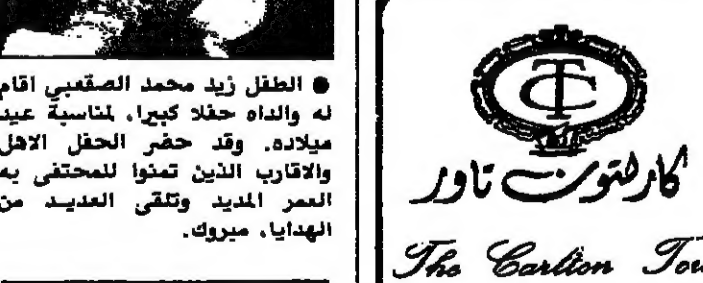 ● الطفل زيد محمد الصقعبي اقام
له والداه حفلا كبيرا، لمناسبة عيد
ميلاده. وقد حضر الحفل الاهل
والاقارب الذين تمنوا للمحتفى به
العمر المديد وتلقى العديد من
الهدايا، مبروك.
TC
كارلتون تاور
The Carlton Tow